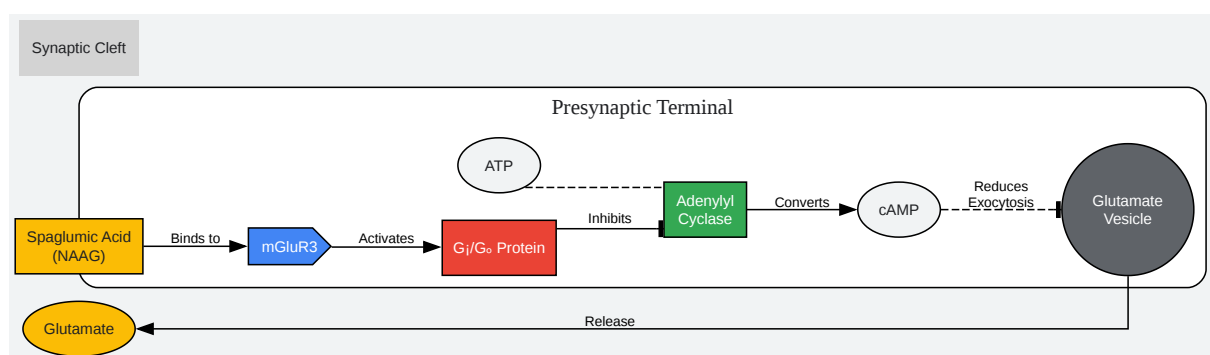 Synaptic Cleft
Presynaptic Terminal
ATP
Adenylyl
Cyclase
Converts
cAMP
Reduces
Exocytosis
Glutamate
Vesicle
Inhibits
Spaglumic Acid
(NAAG)
Binds to
mGluR3
Activates
Gᵢ/Gₒ Protein
Glutamate
Release